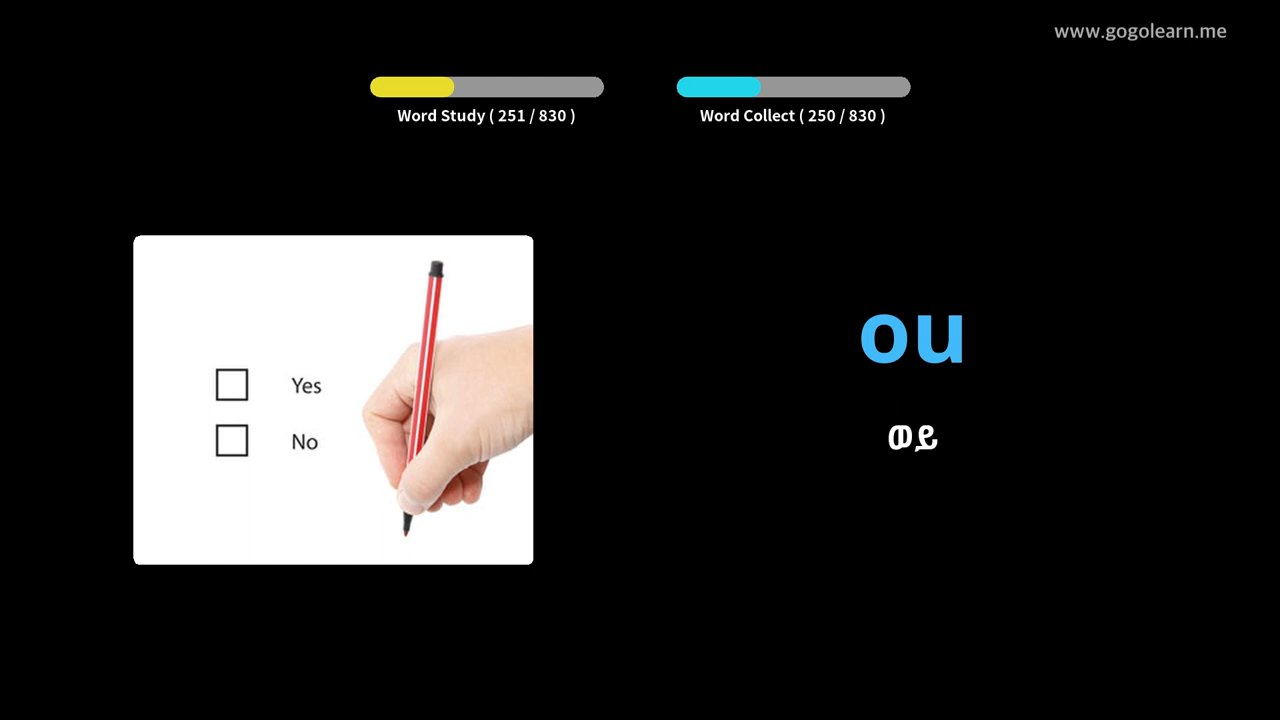 www.gogolearn.me
Word Study ( 251 / 830 )
Word Collect ( 250 / 830 )
Yes
No
ou
ወይ